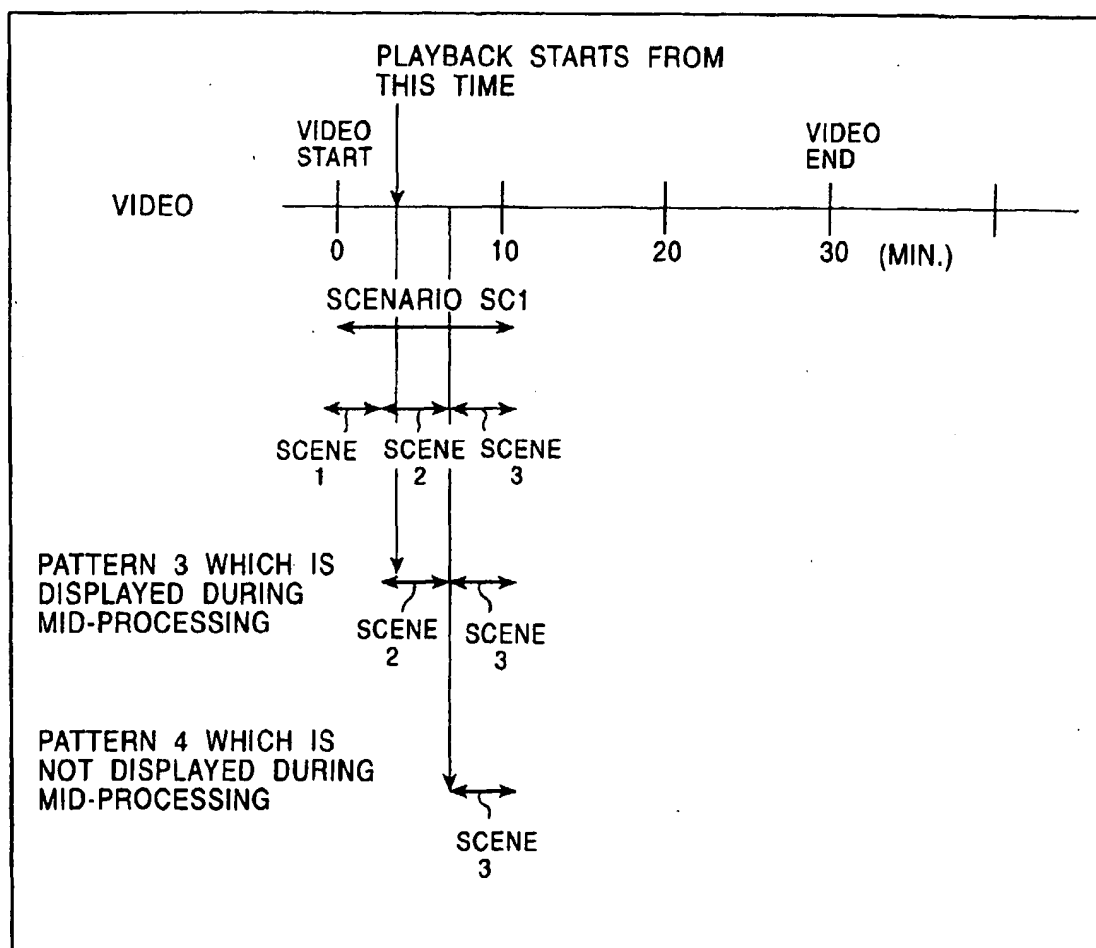 PLAYBACK STARTS FROM
THIS TIME
VIDEO
START
VIDEO
END
VIDEO
0
10
20
30
(MIN.)
SCENARIO SC1
SCENE
1
SCENE
2
SCENE
3
PATTERN 3 WHICH IS
DISPLAYED DURING
MID-PROCESSING
SCENE
2
SCENE
3
PATTERN 4 WHICH IS
NOT DISPLAYED DURING
MID-PROCESSING
SCENE
3